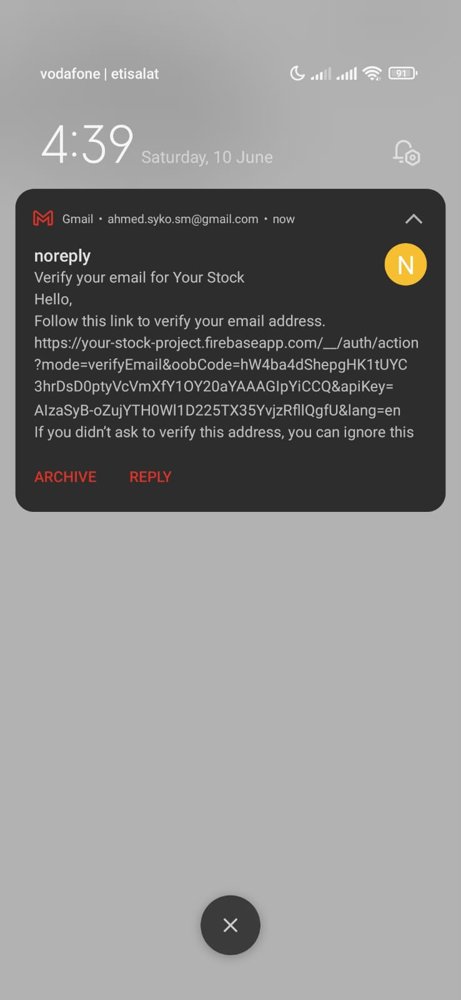 vodafone | etisalat
91
4:39 Saturday, 10 June
Gmail • ahmed.syko.sm@gmail.com • now
noreply
N
Verify your email for Your Stock
Hello,
Follow this link to verify your email address.
https://your-stock-project.firebaseapp.com/__/auth/action
?mode=verifyEmail&oobCode=hW4ba4dShepgHK1tUYC
3hrDsD0ptyVcVmXfY1OY20aYAAAGIpYiCCQ&apiKey=
AIzaSyB-oZujYTH0Wl1D225TX35YvjzRfllQgfU&lang=en
If you didn’t ask to verify this address, you can ignore this
ARCHIVE REPLY